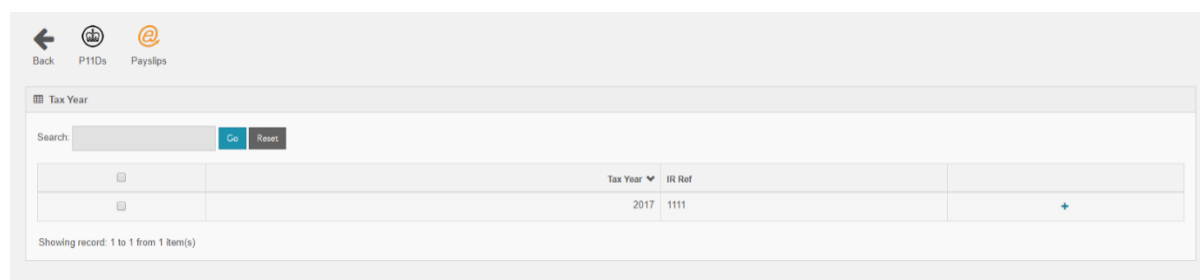 Back P11Ds Payslips
Tax Year
Search: Go Reset
Tax Year IR Ref
2017 1111 +
Showing record: 1 to 1 from 1 item(s)